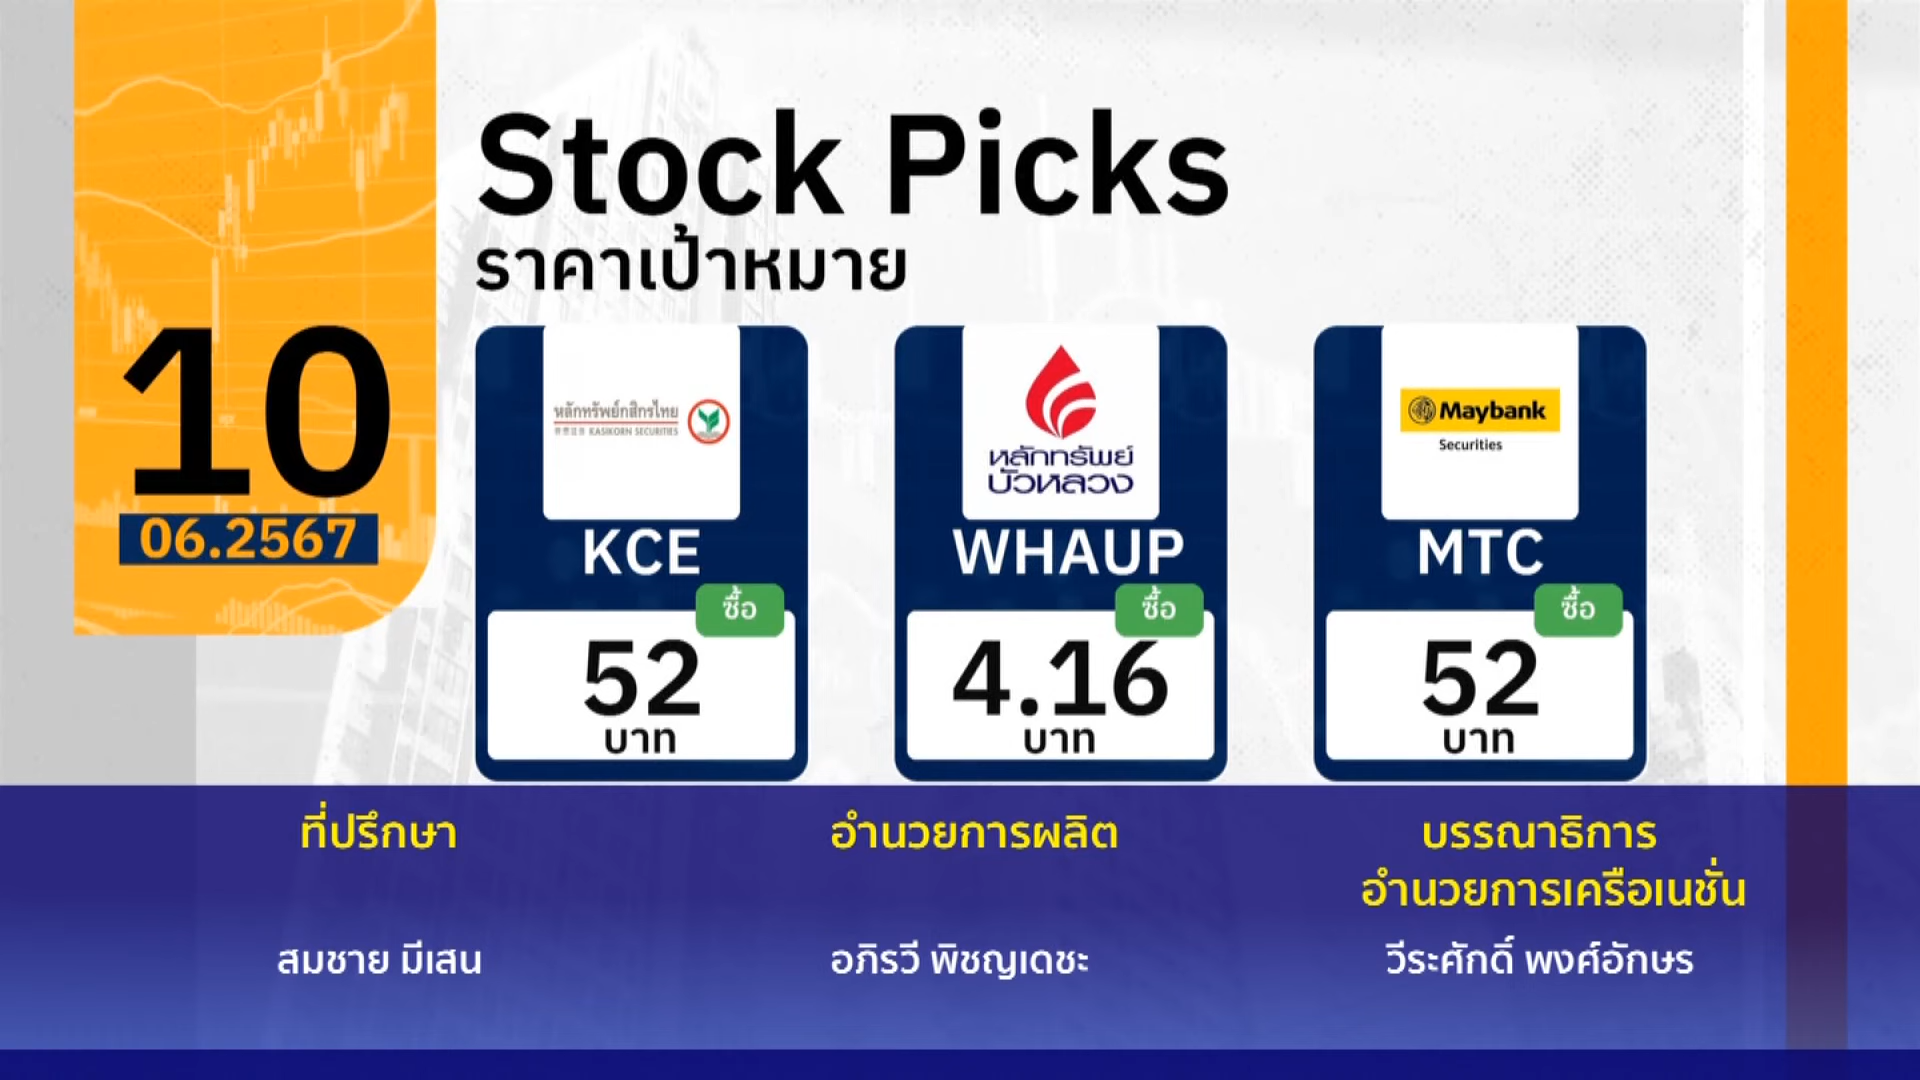 Stock Picks
ราคาเป้าหมาย
10
06.2567
หลักทรัพย์กสิกรไทย
KASIKORN SECURITIES
KCE
ซื้อ
52
บาท
หลักทรัพย์
บัวหลวง
WHAUP
ซื้อ
4.16
บาท
Maybank
Securities
MTC
ซื้อ
52
บาท
ที่ปรึกษา
สมชาย มีเสน
อำนวยการผลิต
อภิรวี พิชญเดชะ
บรรณาธิการ
อำนวยการเครือเนชั่น
วีระศักดิ์ พงศ์อักษร